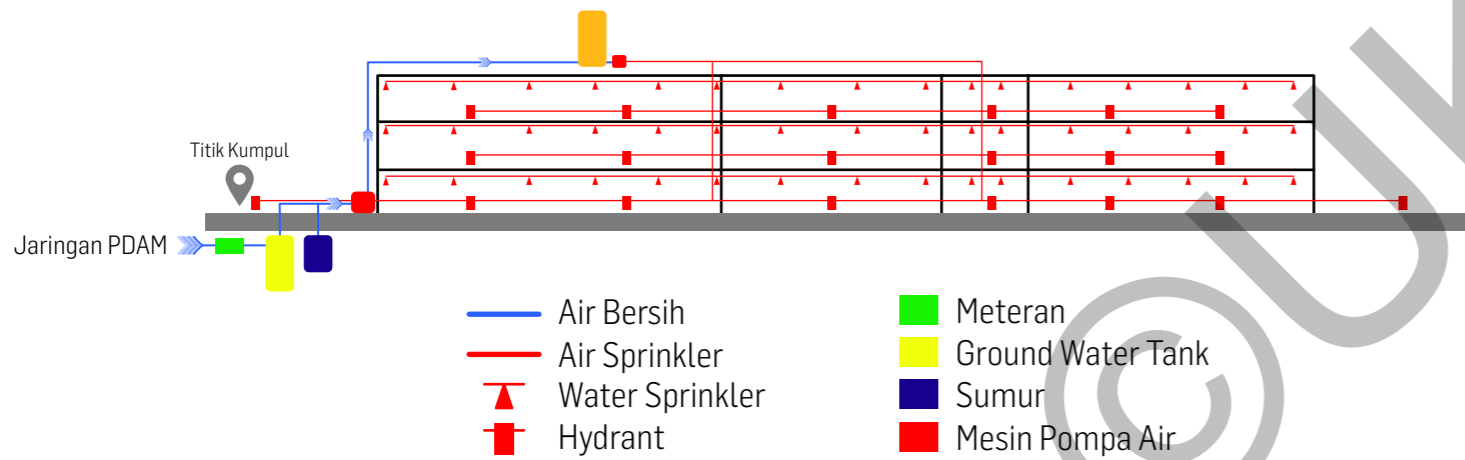 Titik Kumpul
Jaringan PDAM
Air Bersih
Air Sprinkler
Water Sprinkler
Hydrant
Meteran
Ground Water Tank
Sumur
Mesin Pompa Air